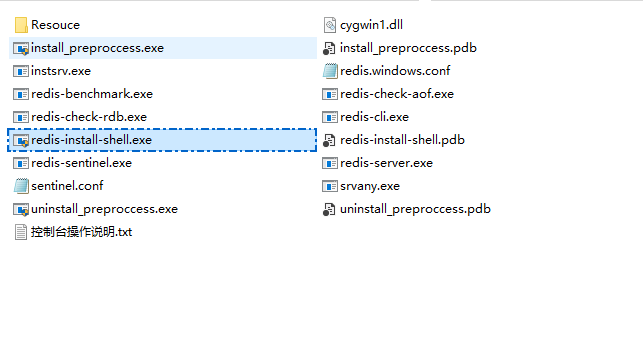 Resouce
cygwin1.dll
install_preproccess.exe
install_preproccess.pdb
instsrv.exe
redis.windows.conf
redis-benchmark.exe
redis-check-aof.exe
redis-check-rdb.exe
redis-cli.exe
redis-install-shell.exe
redis-install-shell.pdb
redis-sentinel.exe
redis-server.exe
sentinel.conf
srvany.exe
uninstall_preproccess.exe
uninstall_preproccess.pdb
控制台操作说明.txt